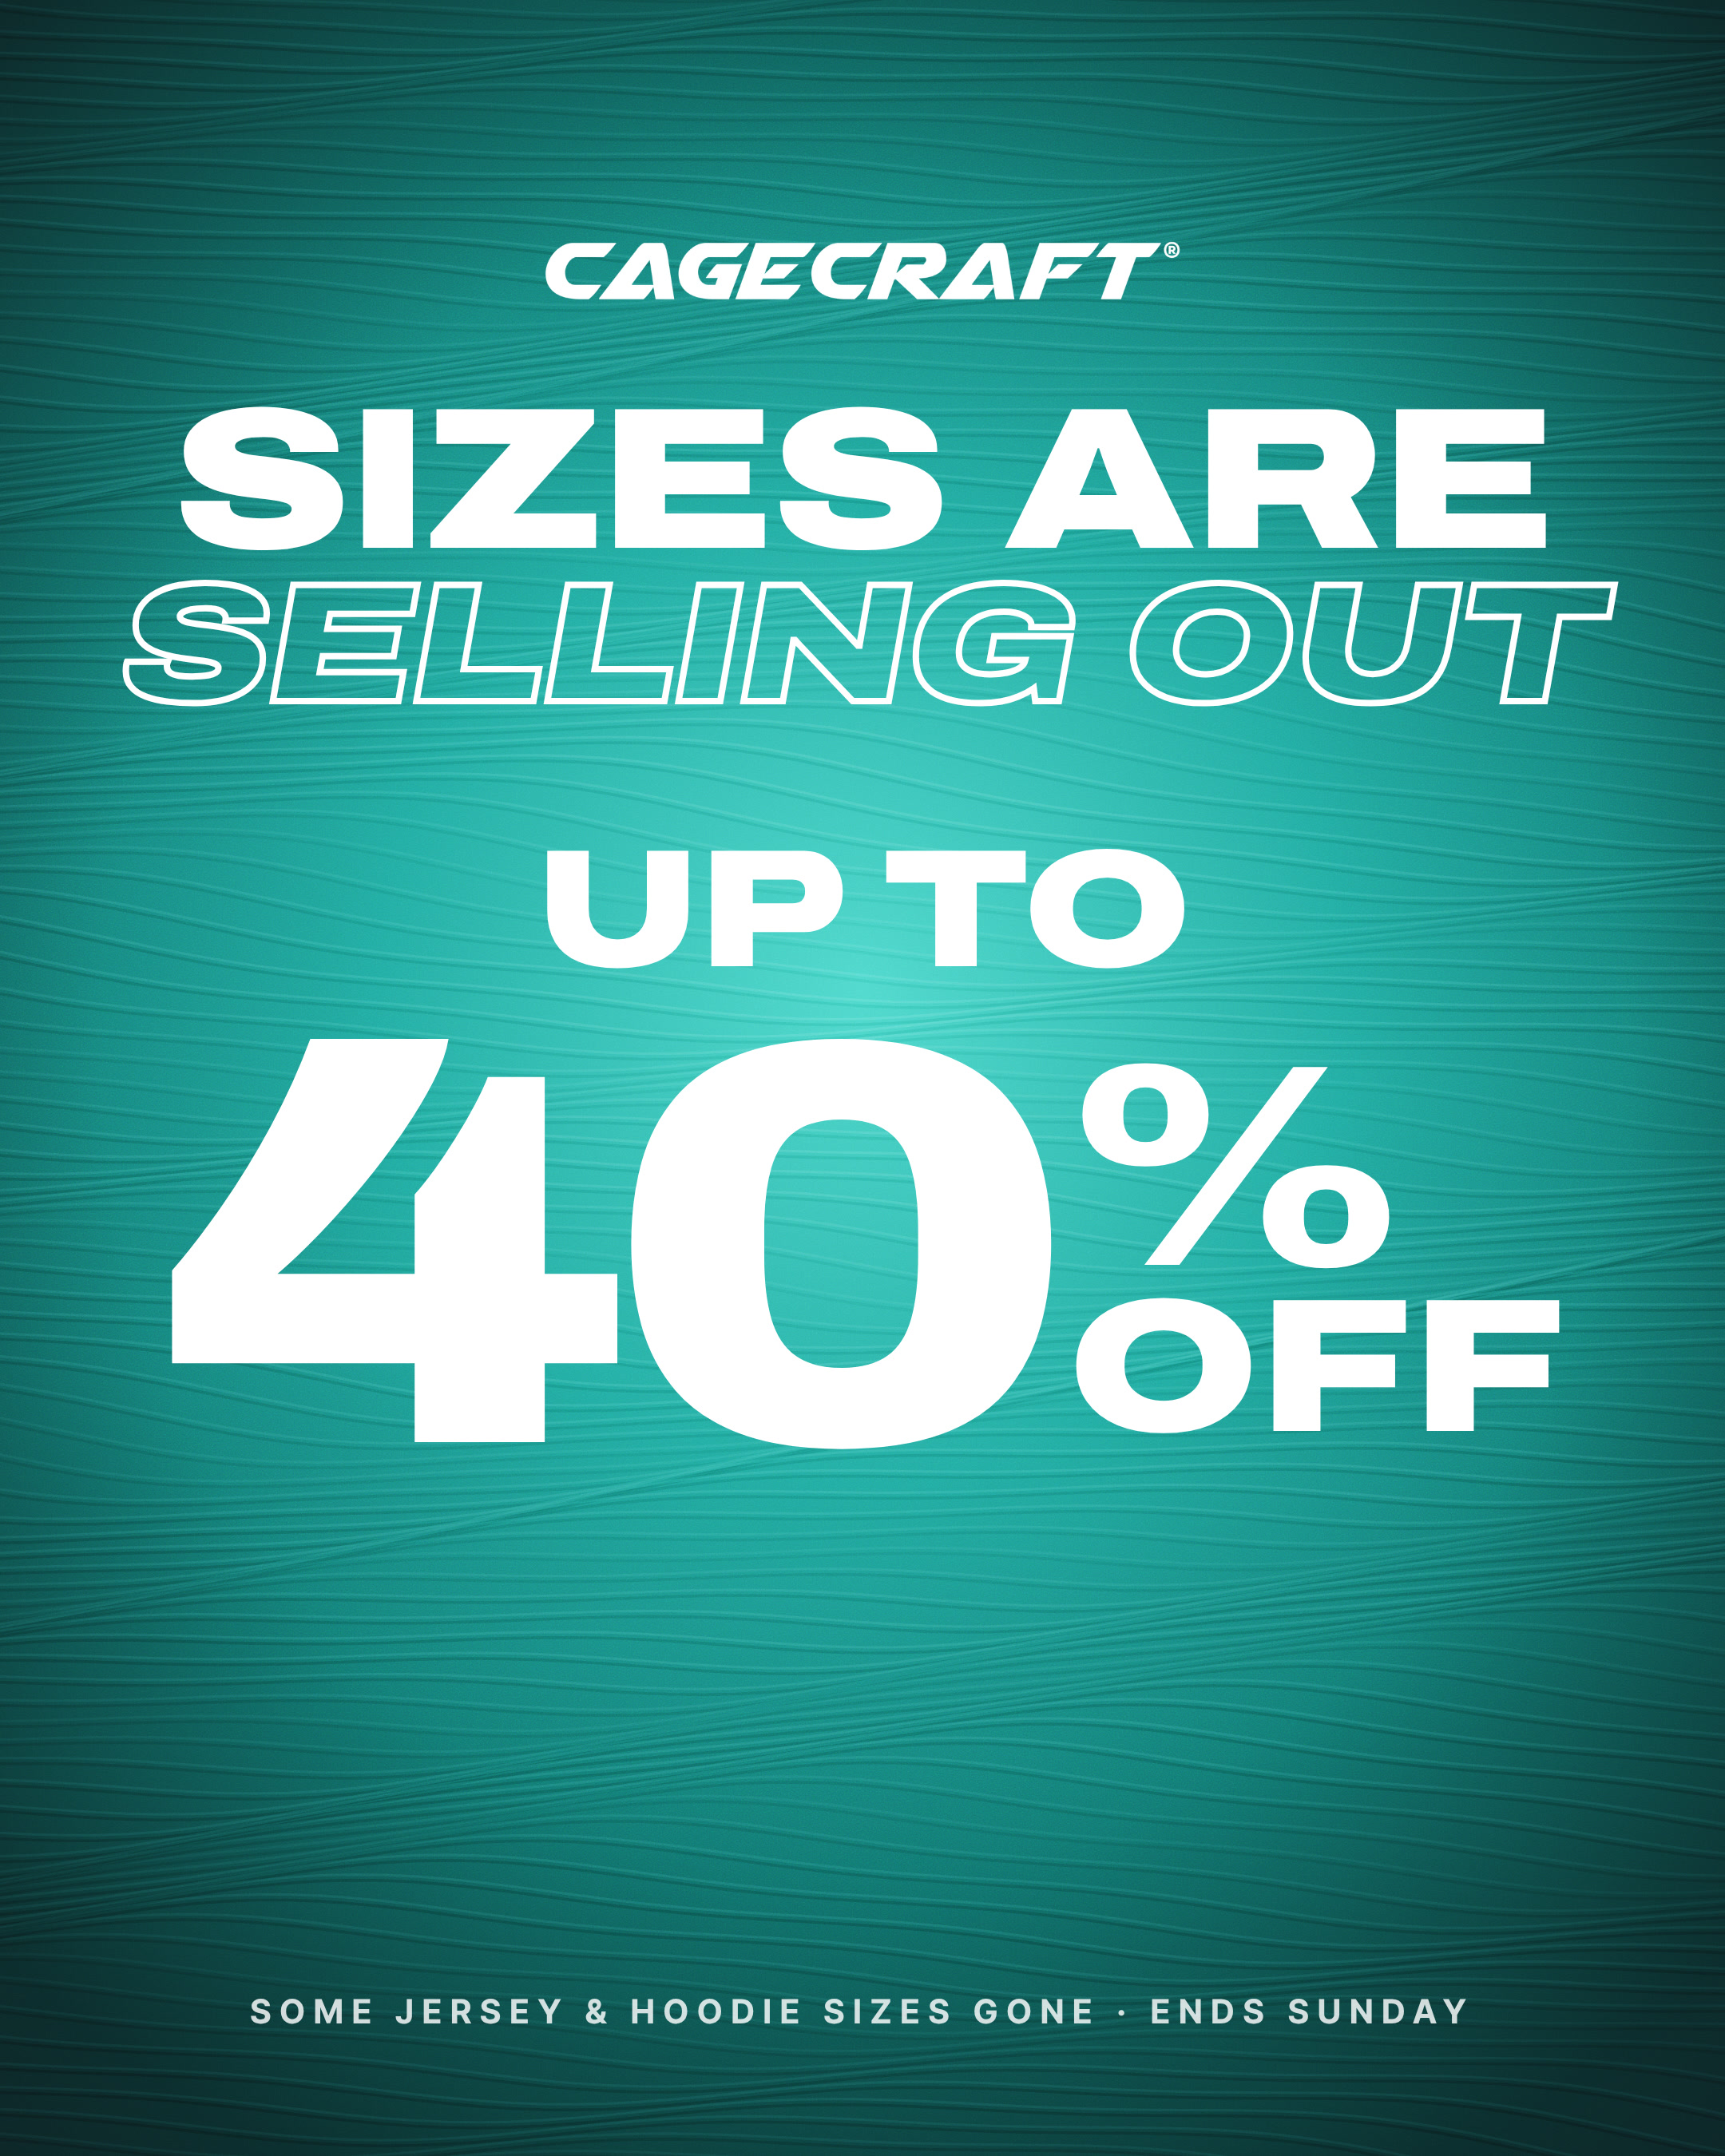 CAGECRAFT®
SIZES ARE
SELLING OUT
UP TO
40%
OFF
SOME JERSEY & HOODIE SIZES GONE · ENDS SUNDAY